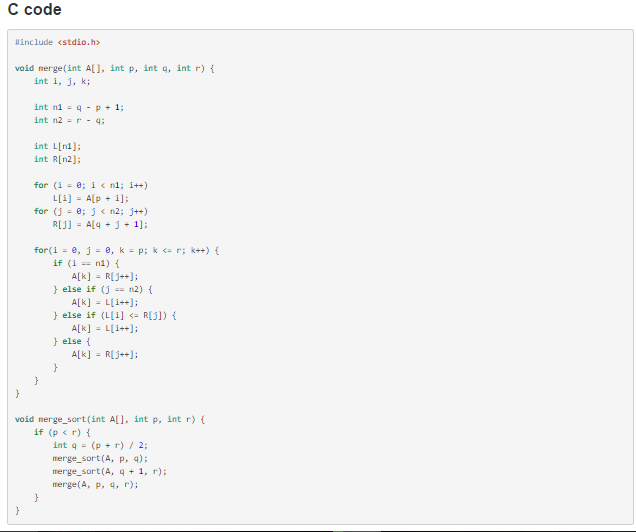 C code
#include <stdio.h>
void merge(int A[], int p, int q, int r) {
int i, j, k;
int n1 = q - p + 1;
int n2 = r - q;
int L[n1];
int R[n2];
for (i = 0; i < n1; i++)
L[i] = A[p + i];
for (j = 0; j < n2; j++)
R[j] = A[q + j + 1];
for(i = 0, j = 0, k = p; k <= r; k++) {
if (i == n1) {
A[k] = R[j++];
} else if (j == n2) {
A[k] = L[i++];
} else if (L[i] <= R[j]) {
A[k] = L[i++];
} else {
A[k] = R[j++];
}
}
}
void merge_sort(int A[], int p, int r) {
if (p < r) {
int q = (p + r) / 2;
merge_sort(A, p, q);
merge_sort(A, q + 1, r);
merge(A, p, q, r);
}
}